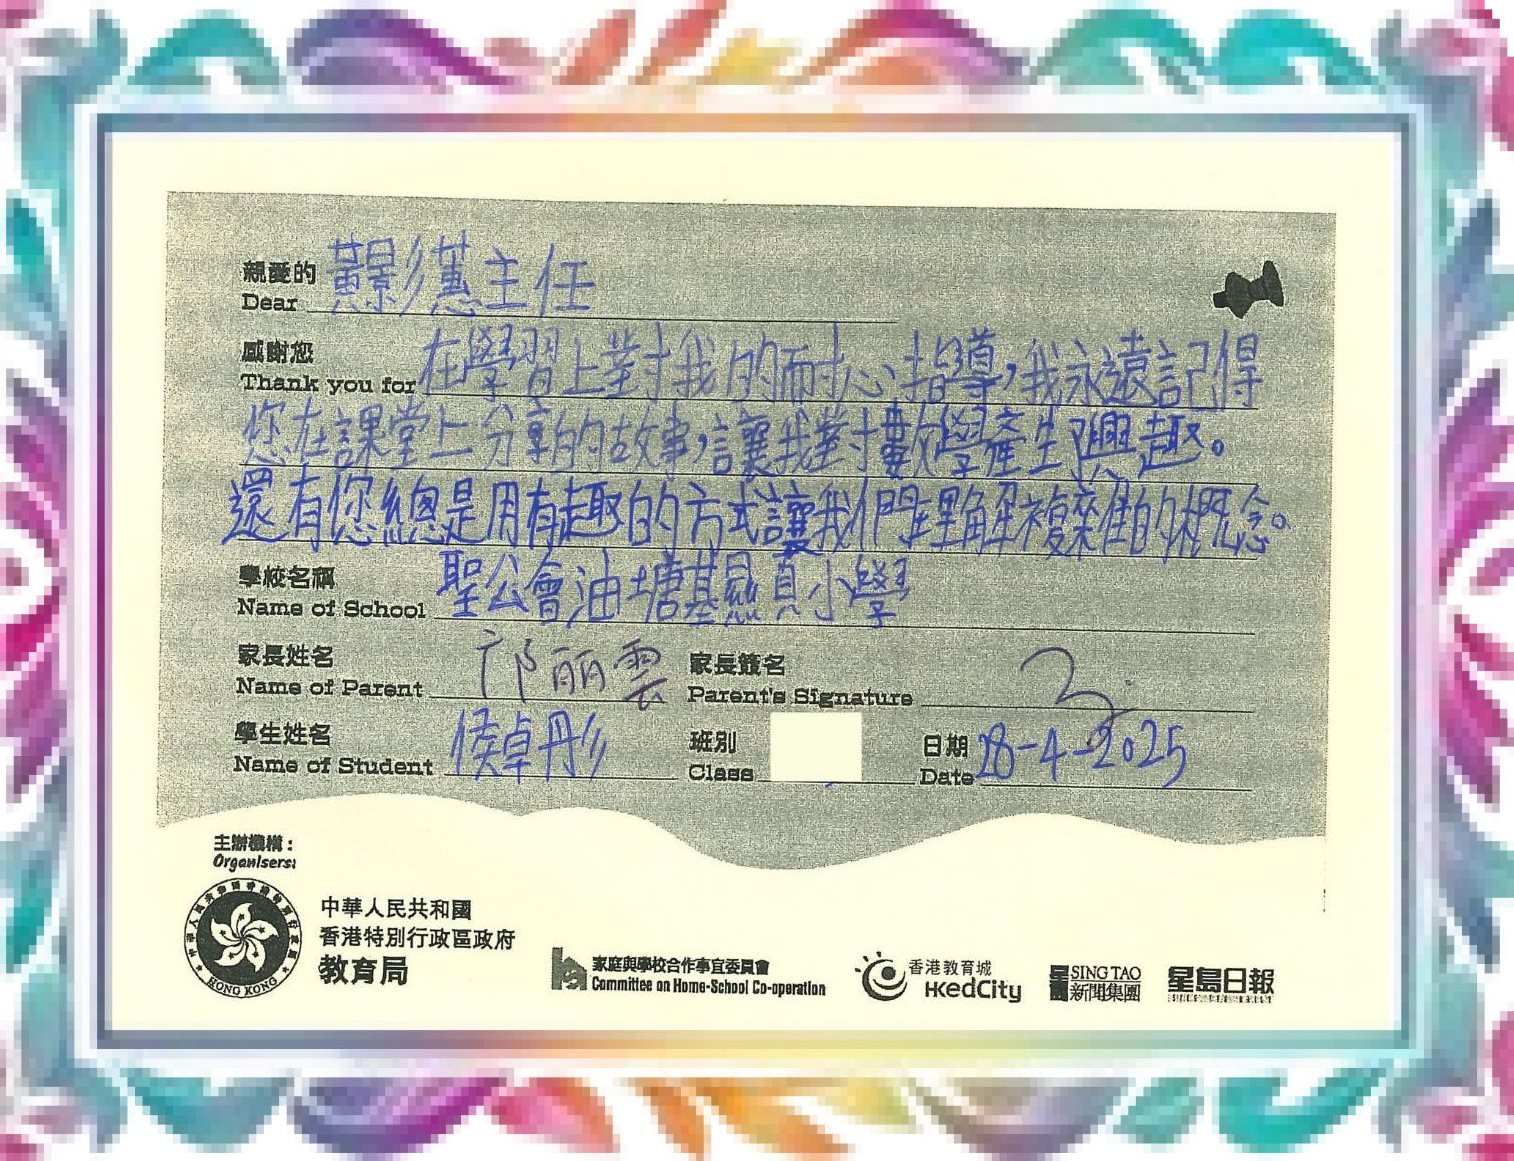 親愛的 黃影蕙主任
Dear
感謝您 在學習上對我的耐心指導，我永遠記得
Thank you for
您在課堂上分享的故事，讓我對數學產生興趣。
還有您總是用有趣的方式讓我們理解複雜的概念。
學校名稱 聖公會油塘基顯小學
Name of School
家長姓名 鄺丽雲 家長簽名
Name of Parent Parent's Signature
學生姓名 侯卓彤 班別 日期 28-4-2025
Name of Student Class Date
主辦機構：
Organisers:
HONG KONG
中華人民共和國
香港特別行政區政府
教育局
家庭與學校合作事宜委員會
Committee on Home-School Co-operation
香港教育城
HKedCity
星島 SING TAO
新聞集團
星島日報